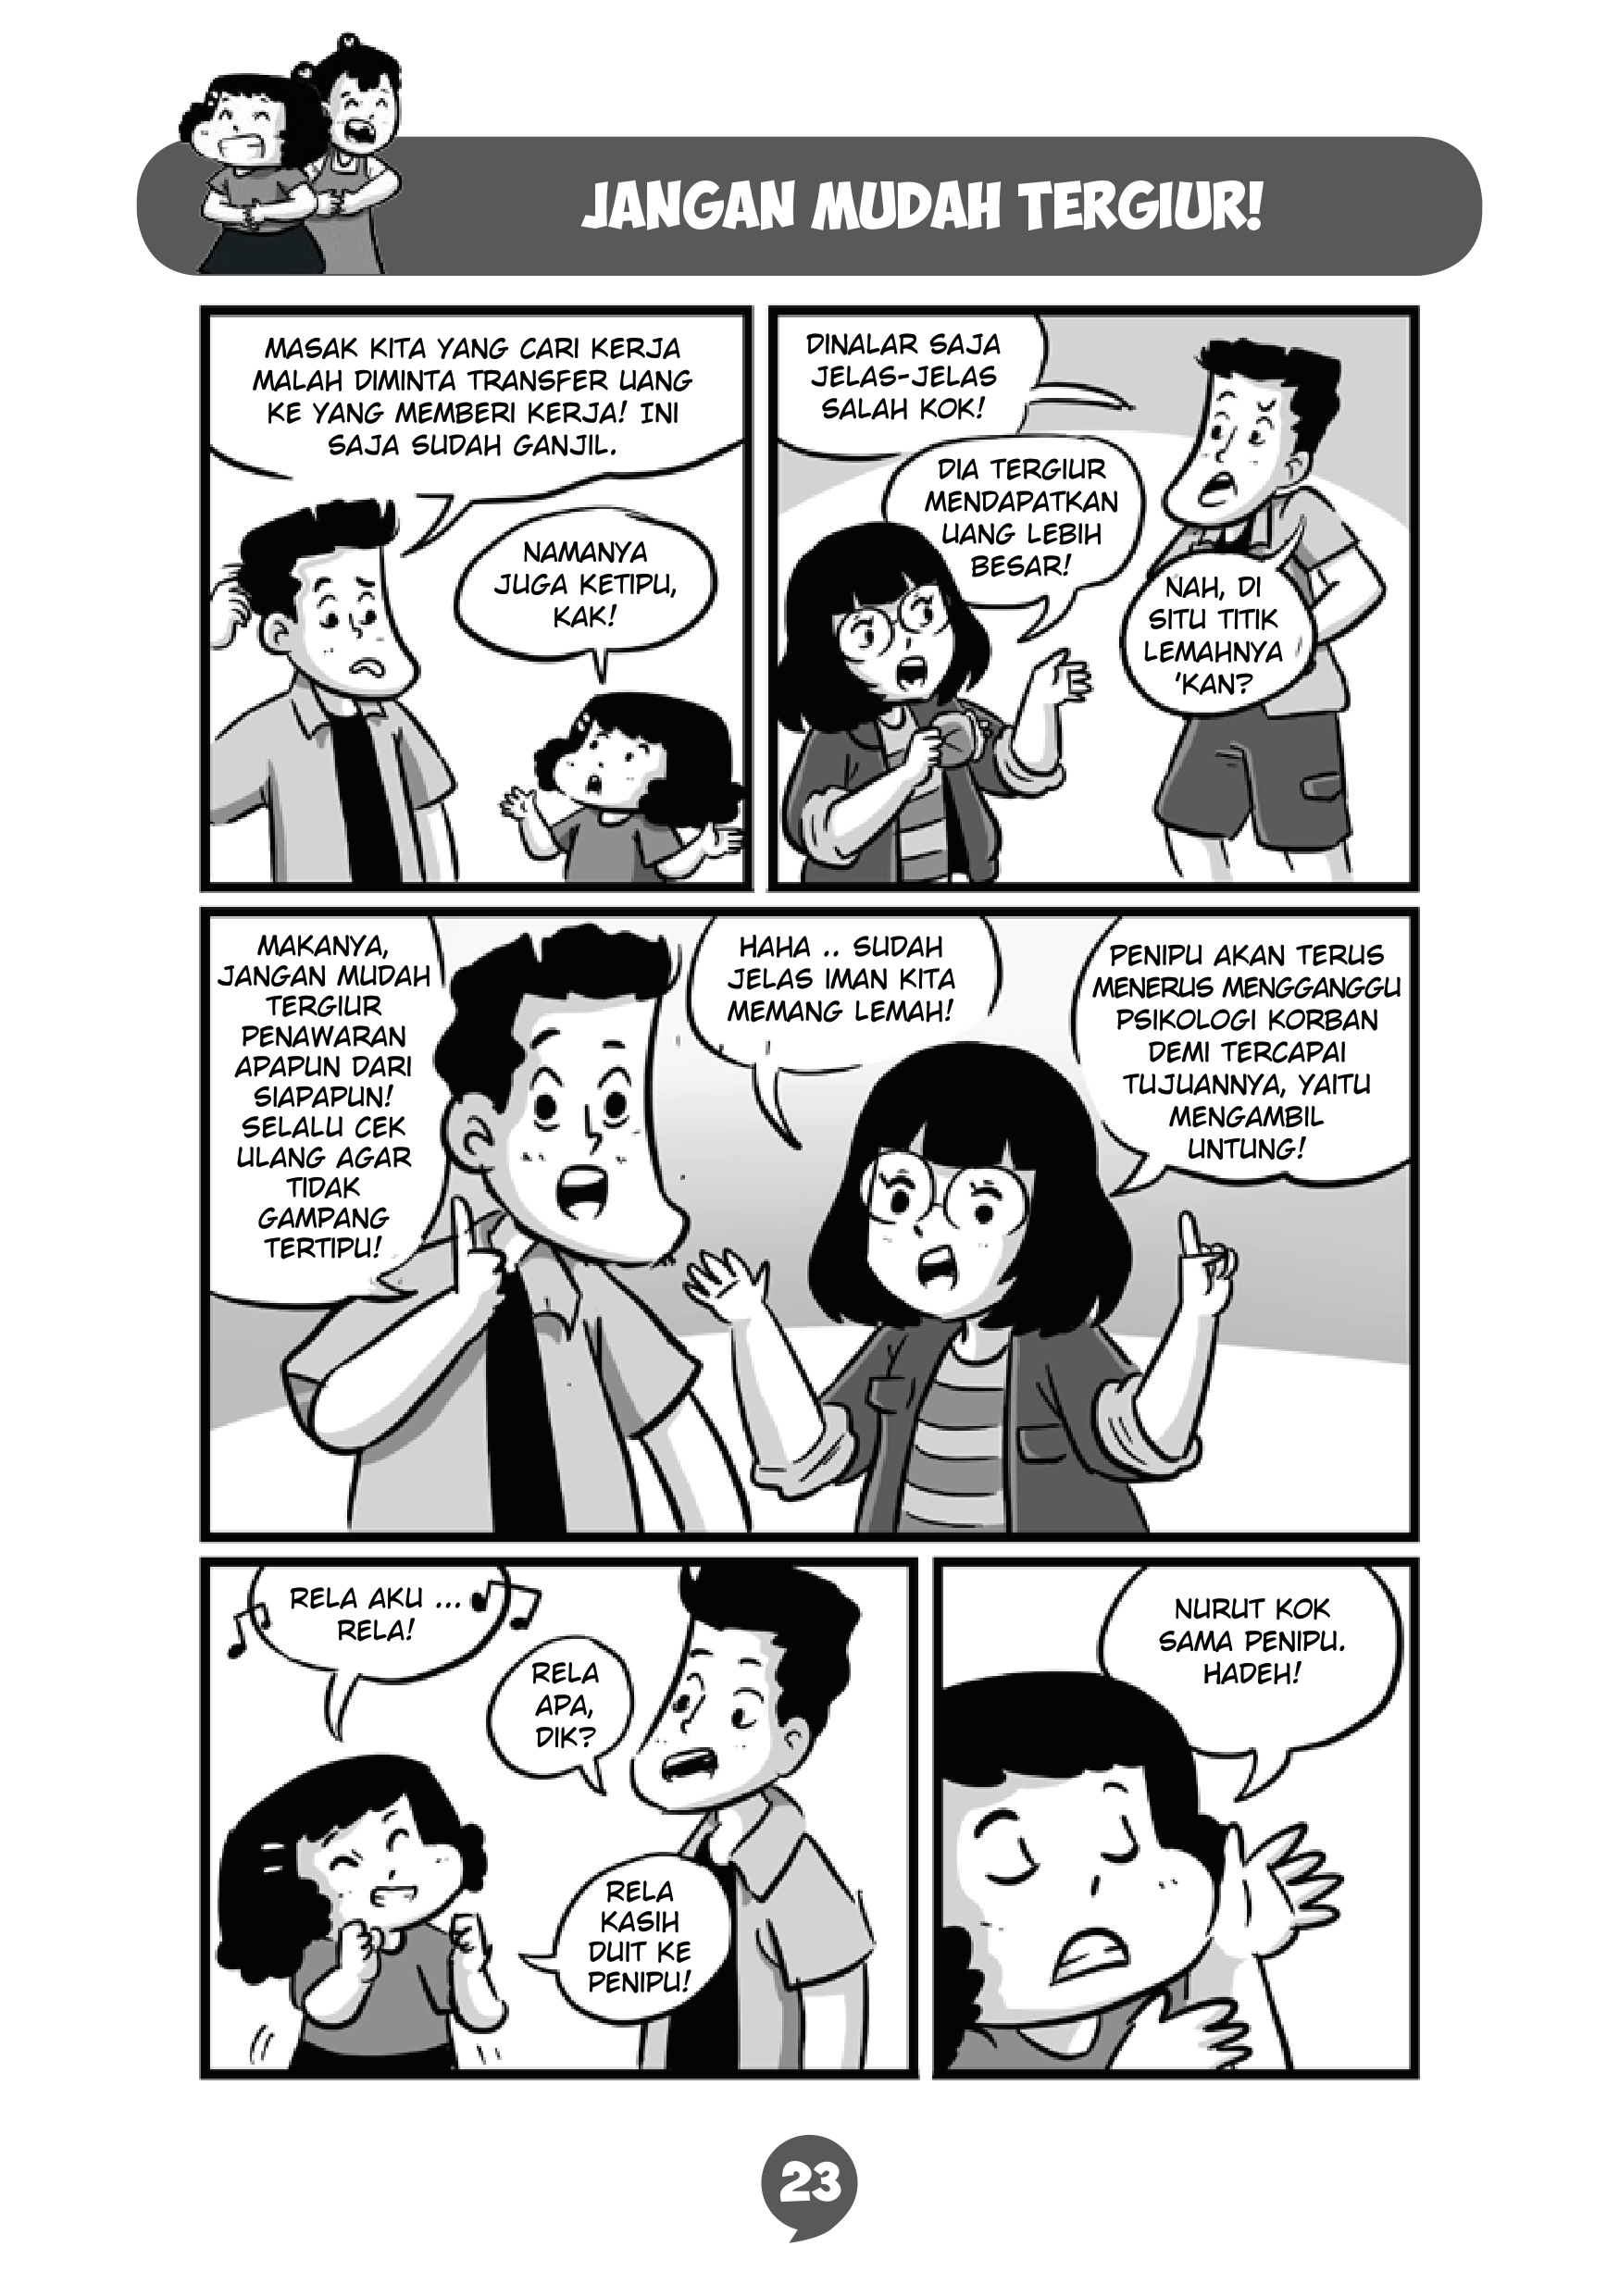 JANGAN MUDAH TERGIUR!
MASAK KITA YANG CARI KERJA
MALAH DIMINTA TRANSFER UANG
KE YANG MEMBERI KERJA! INI
SAJA SUDAH GANJIL.
NAMANYA
JUGA KETIPU,
KAK!
DINALAR SAJA
JELAS-JELAS
SALAH KOK!
DIA TERGIUR
MENDAPATKAN
UANG LEBIH
BESAR!
NAH, DI
SITU TITIK
LEMAHNYA
'KAN?
MAKANYA,
JANGAN MUDAH
TERGIUR
PENAWARAN
APAPUN DARI
SIAPAPUN!
SELALU CEK
ULANG AGAR
TIDAK
GAMPANG
TERTIPU!
HAHA .. SUDAH
JELAS IMAN KITA
MEMANG LEMAH!
PENIPU AKAN TERUS
MENERUS MENGGANGGU
PSIKOLOGI KORBAN
DEMI TERCAPAI
TUJUANNYA, YAITU
MENGAMBIL
UNTUNG!
RELA AKU ...
RELA!
RELA
APA,
DIK?
RELA
KASIH
DUIT KE
PENIPU!
NURUT KOK
SAMA PENIPU.
HADEH!
23